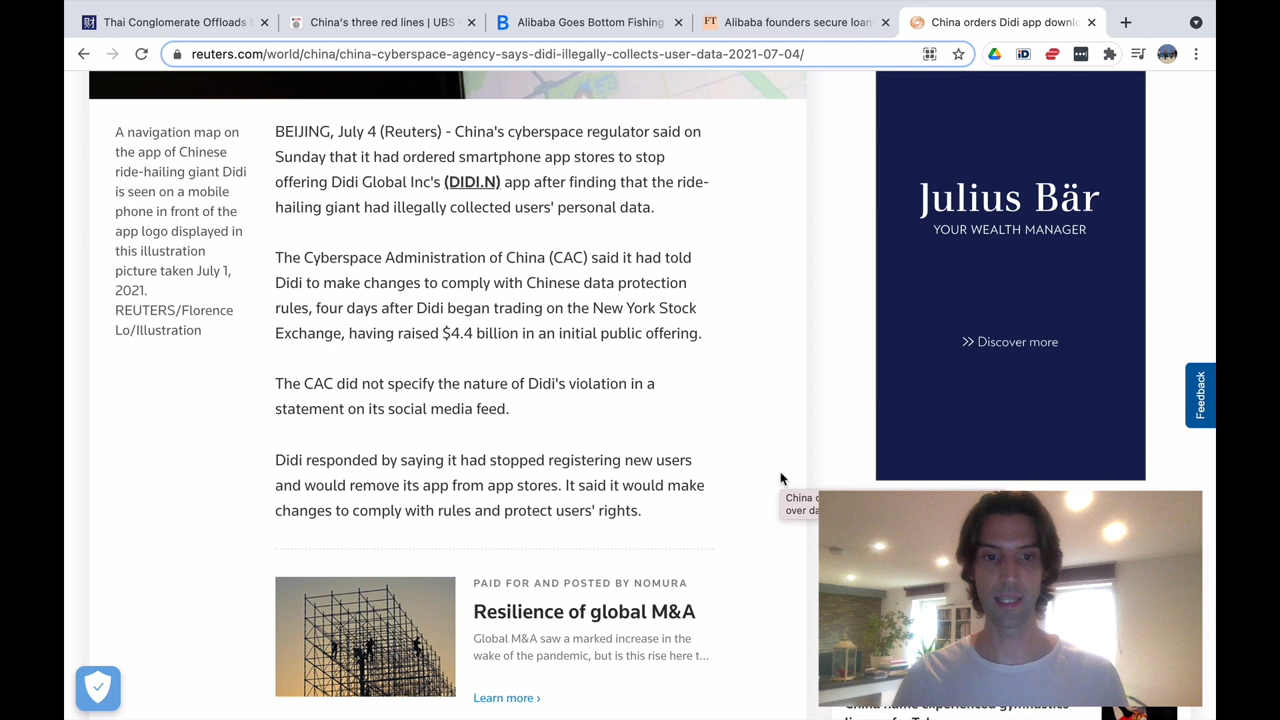 Thai Conglomerate Offloads
China's three red lines | UBS
Alibaba Goes Bottom Fishing
Alibaba founders secure loan
China orders Didi app downl
reuters.com/world/china/china-cyberspace-agency-says-didi-illegally-collects-user-data-2021-07-04/
A navigation map on
the app of Chinese
ride-hailing giant Didi
is seen on a mobile
phone in front of the
app logo displayed in
this illustration
picture taken July 1,
2021.
REUTERS/Florence
Lo/Illustration
BEIJING, July 4 (Reuters) - China's cyberspace regulator said on
Sunday that it had ordered smartphone app stores to stop
offering Didi Global Inc's (DIDI.N) app after finding that the ride-
hailing giant had illegally collected users' personal data.
The Cyberspace Administration of China (CAC) said it had told
Didi to make changes to comply with Chinese data protection
rules, four days after Didi began trading on the New York Stock
Exchange, having raised $4.4 billion in an initial public offering.
The CAC did not specify the nature of Didi's violation in a
statement on its social media feed.
Didi responded by saying it had stopped registering new users
and would remove its app from app stores. It said it would make
changes to comply with rules and protect users' rights.
PAID FOR AND POSTED BY NOMURA
Resilience of global M&A
Global M&A saw a marked increase in the
wake of the pandemic, but is this rise here t...
Learn more ›
Julius Bär
YOUR WEALTH MANAGER
>> Discover more
Feedback
China o
over da